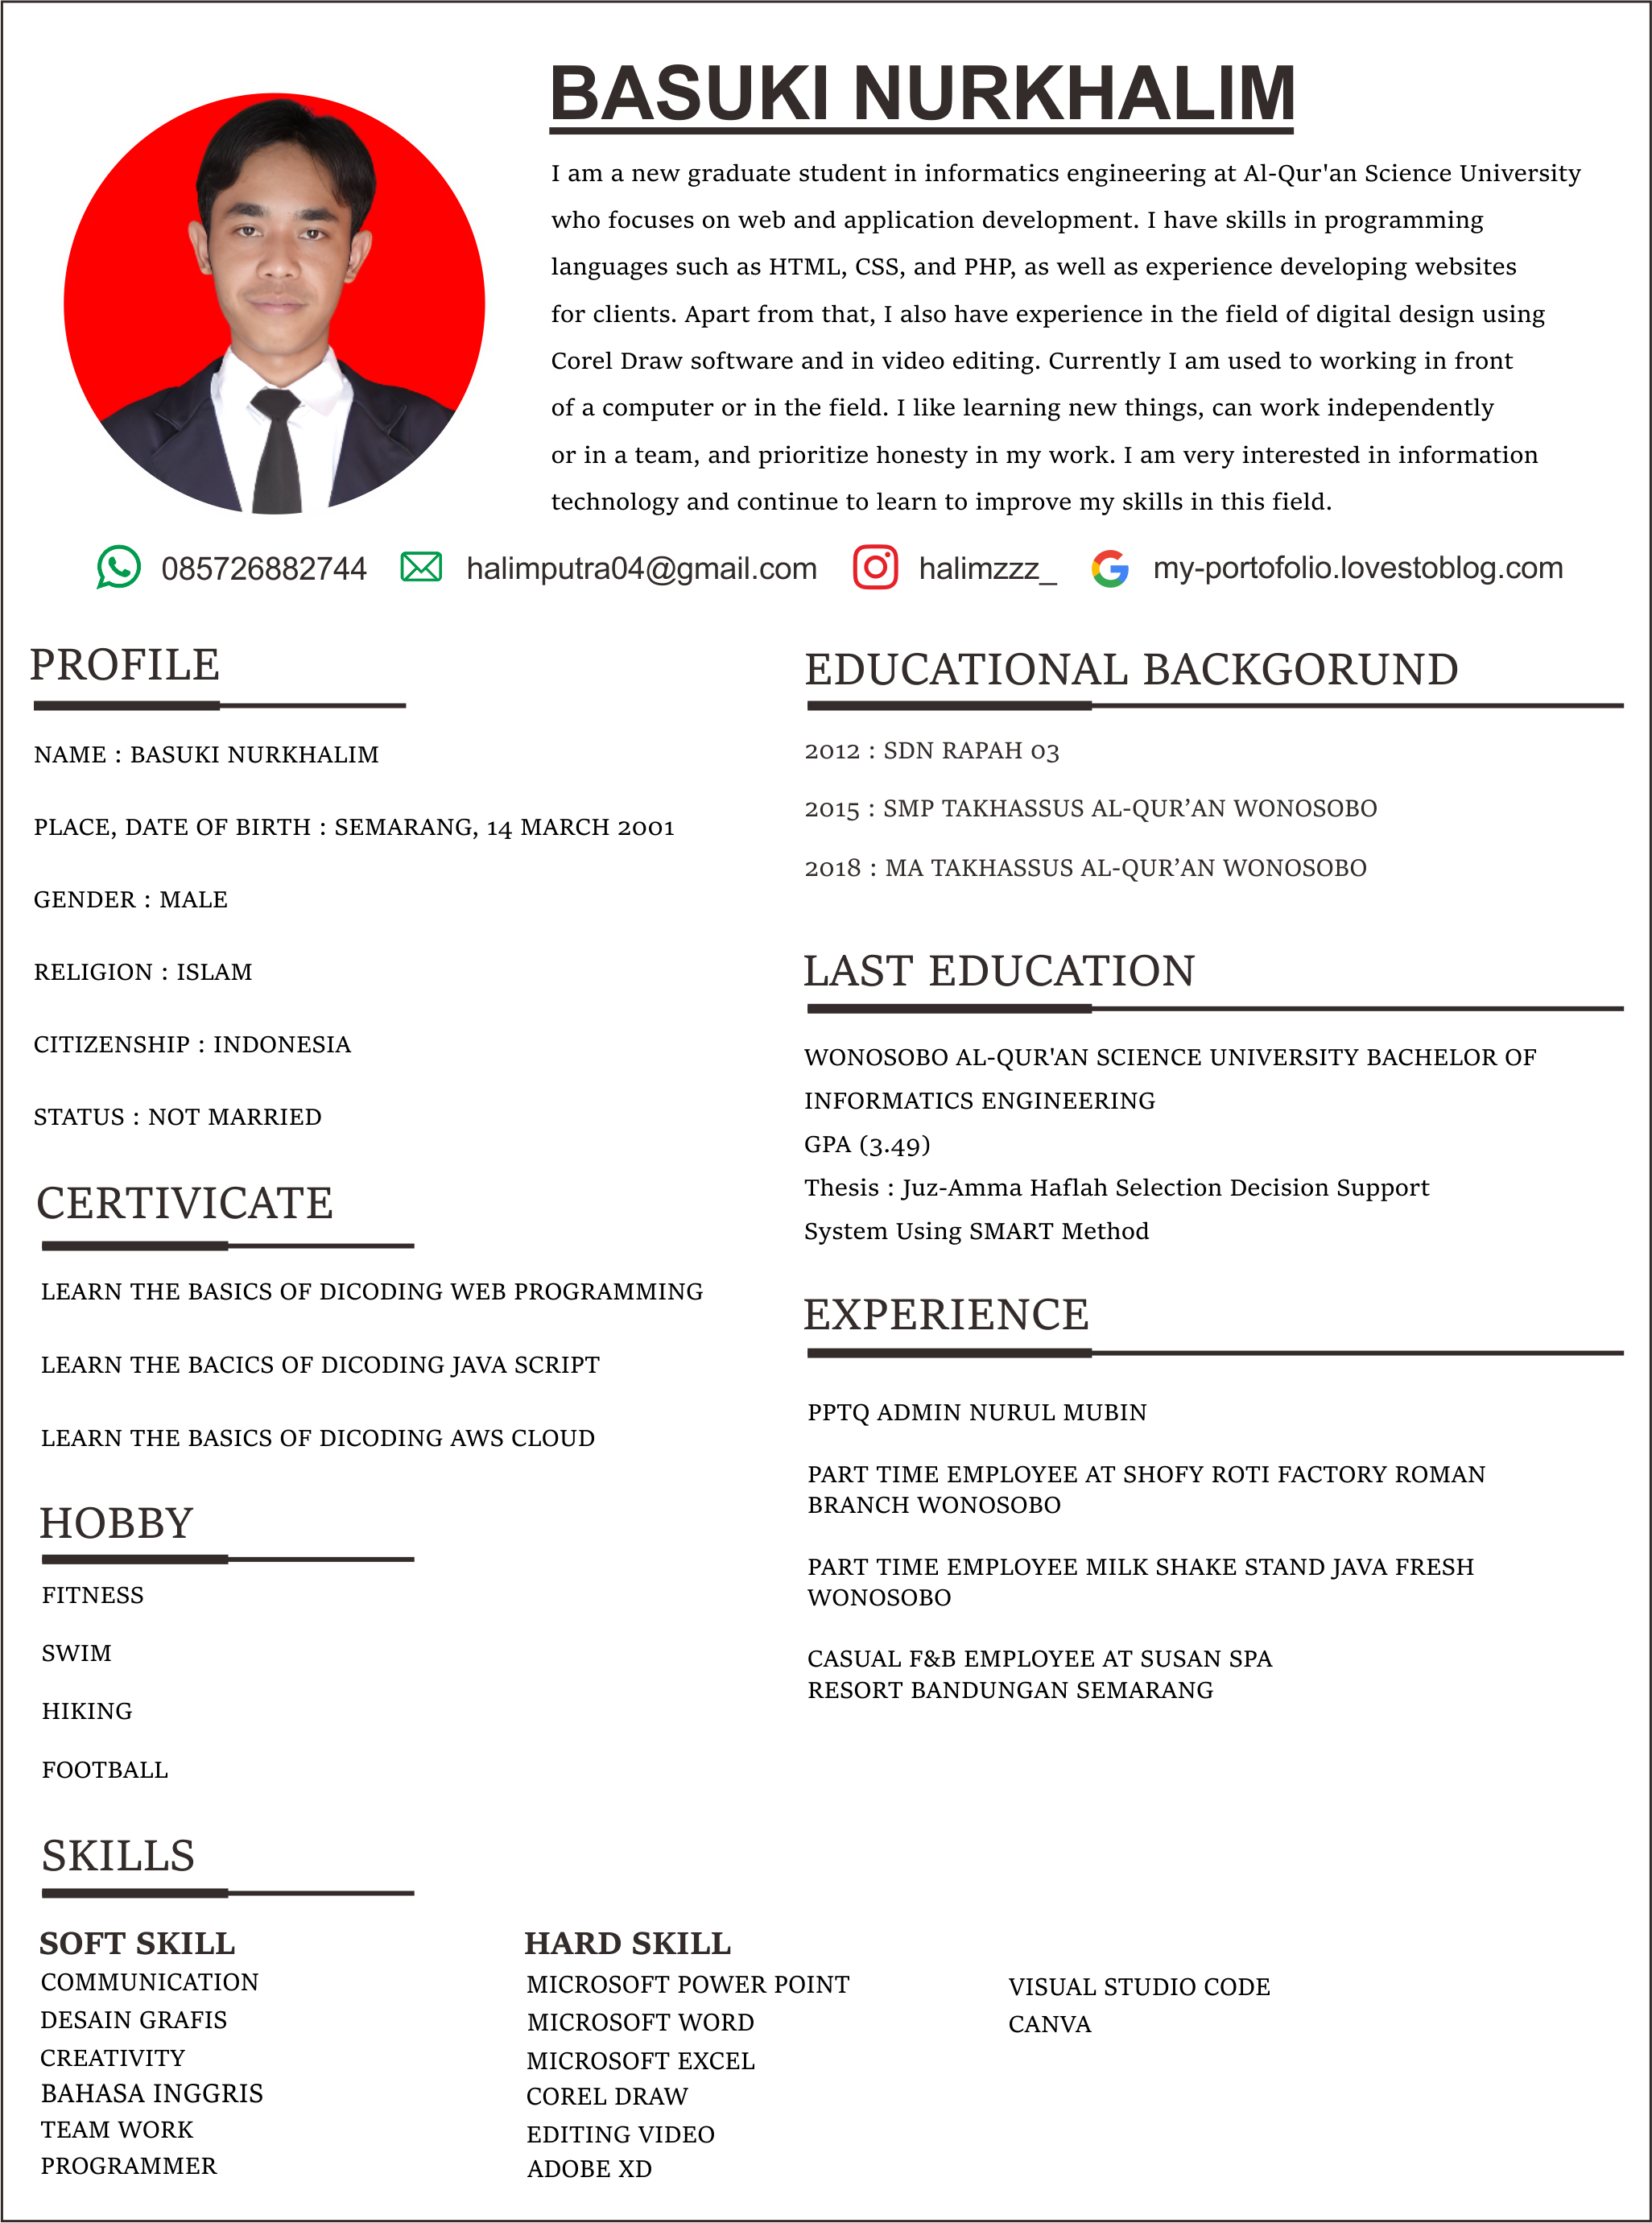 BASUKI NURKHALIM
I am a new graduate student in informatics engineering at Al-Qur'an Science University
who focuses on web and application development. I have skills in programming
languages such as HTML, CSS, and PHP, as well as experience developing websites
for clients. Apart from that, I also have experience in the field of digital design using
Corel Draw software and in video editing. Currently I am used to working in front
of a computer or in the field. I like learning new things, can work independently
or in a team, and prioritize honesty in my work. I am very interested in information
technology and continue to learn to improve my skills in this field.
085726882744 halimputra04@gmail.com halimzzz_ my-portofolio.lovestoblog.com
PROFILE
NAME : BASUKI NURKHALIM
PLACE, DATE OF BIRTH : SEMARANG, 14 MARCH 2001
GENDER : MALE
RELIGION : ISLAM
CITIZENSHIP : INDONESIA
STATUS : NOT MARRIED
CERTIVICATE
LEARN THE BASICS OF DICODING WEB PROGRAMMING
LEARN THE BACICS OF DICODING JAVA SCRIPT
LEARN THE BASICS OF DICODING AWS CLOUD
HOBBY
FITNESS
SWIM
HIKING
FOOTBALL
EDUCATIONAL BACKGORUND
2012 : SDN RAPAH 03
2015 : SMP TAKHASSUS AL-QUR’AN WONOSOBO
2018 : MA TAKHASSUS AL-QUR’AN WONOSOBO
LAST EDUCATION
WONOSOBO AL-QUR'AN SCIENCE UNIVERSITY BACHELOR OF
INFORMATICS ENGINEERING
GPA (3.49)
Thesis : Juz-Amma Haflah Selection Decision Support
System Using SMART Method
EXPERIENCE
PPTQ ADMIN NURUL MUBIN
PART TIME EMPLOYEE AT SHOFY ROTI FACTORY ROMAN
BRANCH WONOSOBO
PART TIME EMPLOYEE MILK SHAKE STAND JAVA FRESH
WONOSOBO
CASUAL F&B EMPLOYEE AT SUSAN SPA
RESORT BANDUNGAN SEMARANG
SKILLS
SOFT SKILL
COMMUNICATION
DESAIN GRAFIS
CREATIVITY
BAHASA INGGRIS
TEAM WORK
PROGRAMMER
HARD SKILL
MICROSOFT POWER POINT
MICROSOFT WORD
MICROSOFT EXCEL
COREL DRAW
EDITING VIDEO
ADOBE XD
VISUAL STUDIO CODE
CANVA